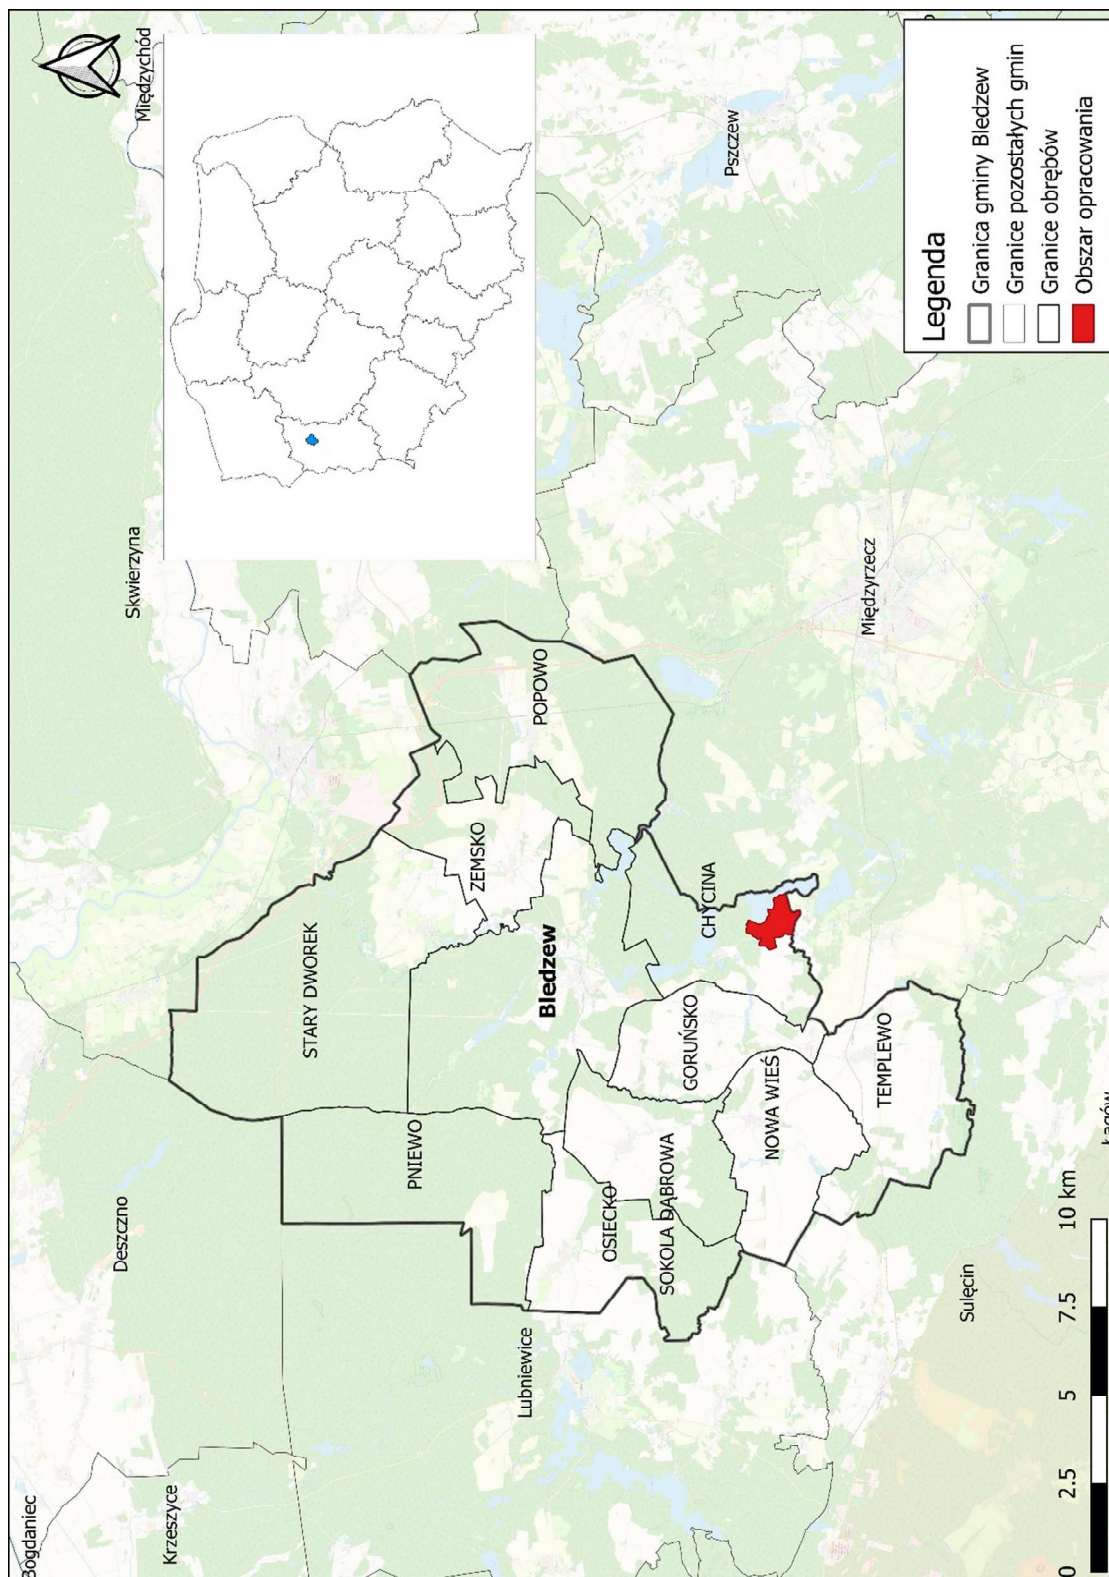 Bogdaniec
Krzeszyce
Deszczno
Skwierzyna
Międzychód
Lubniewice
Sulęcin
Międzyrzecz
Pszczew
STARY DWOREK
PNIEWO
ZEMSKO
POPOWO
Bledzew
OSIECKO
SOKOLA DĄBROWA
GORUŃSKO
CHYCINA
NOWA WIEŚ
TEMPLEWO
Legenda
Granica gminy Bledzew
Granice pozostałych gmin
Granice obrębów
Obszar opracowania
0 2.5 5 7.5 10 km